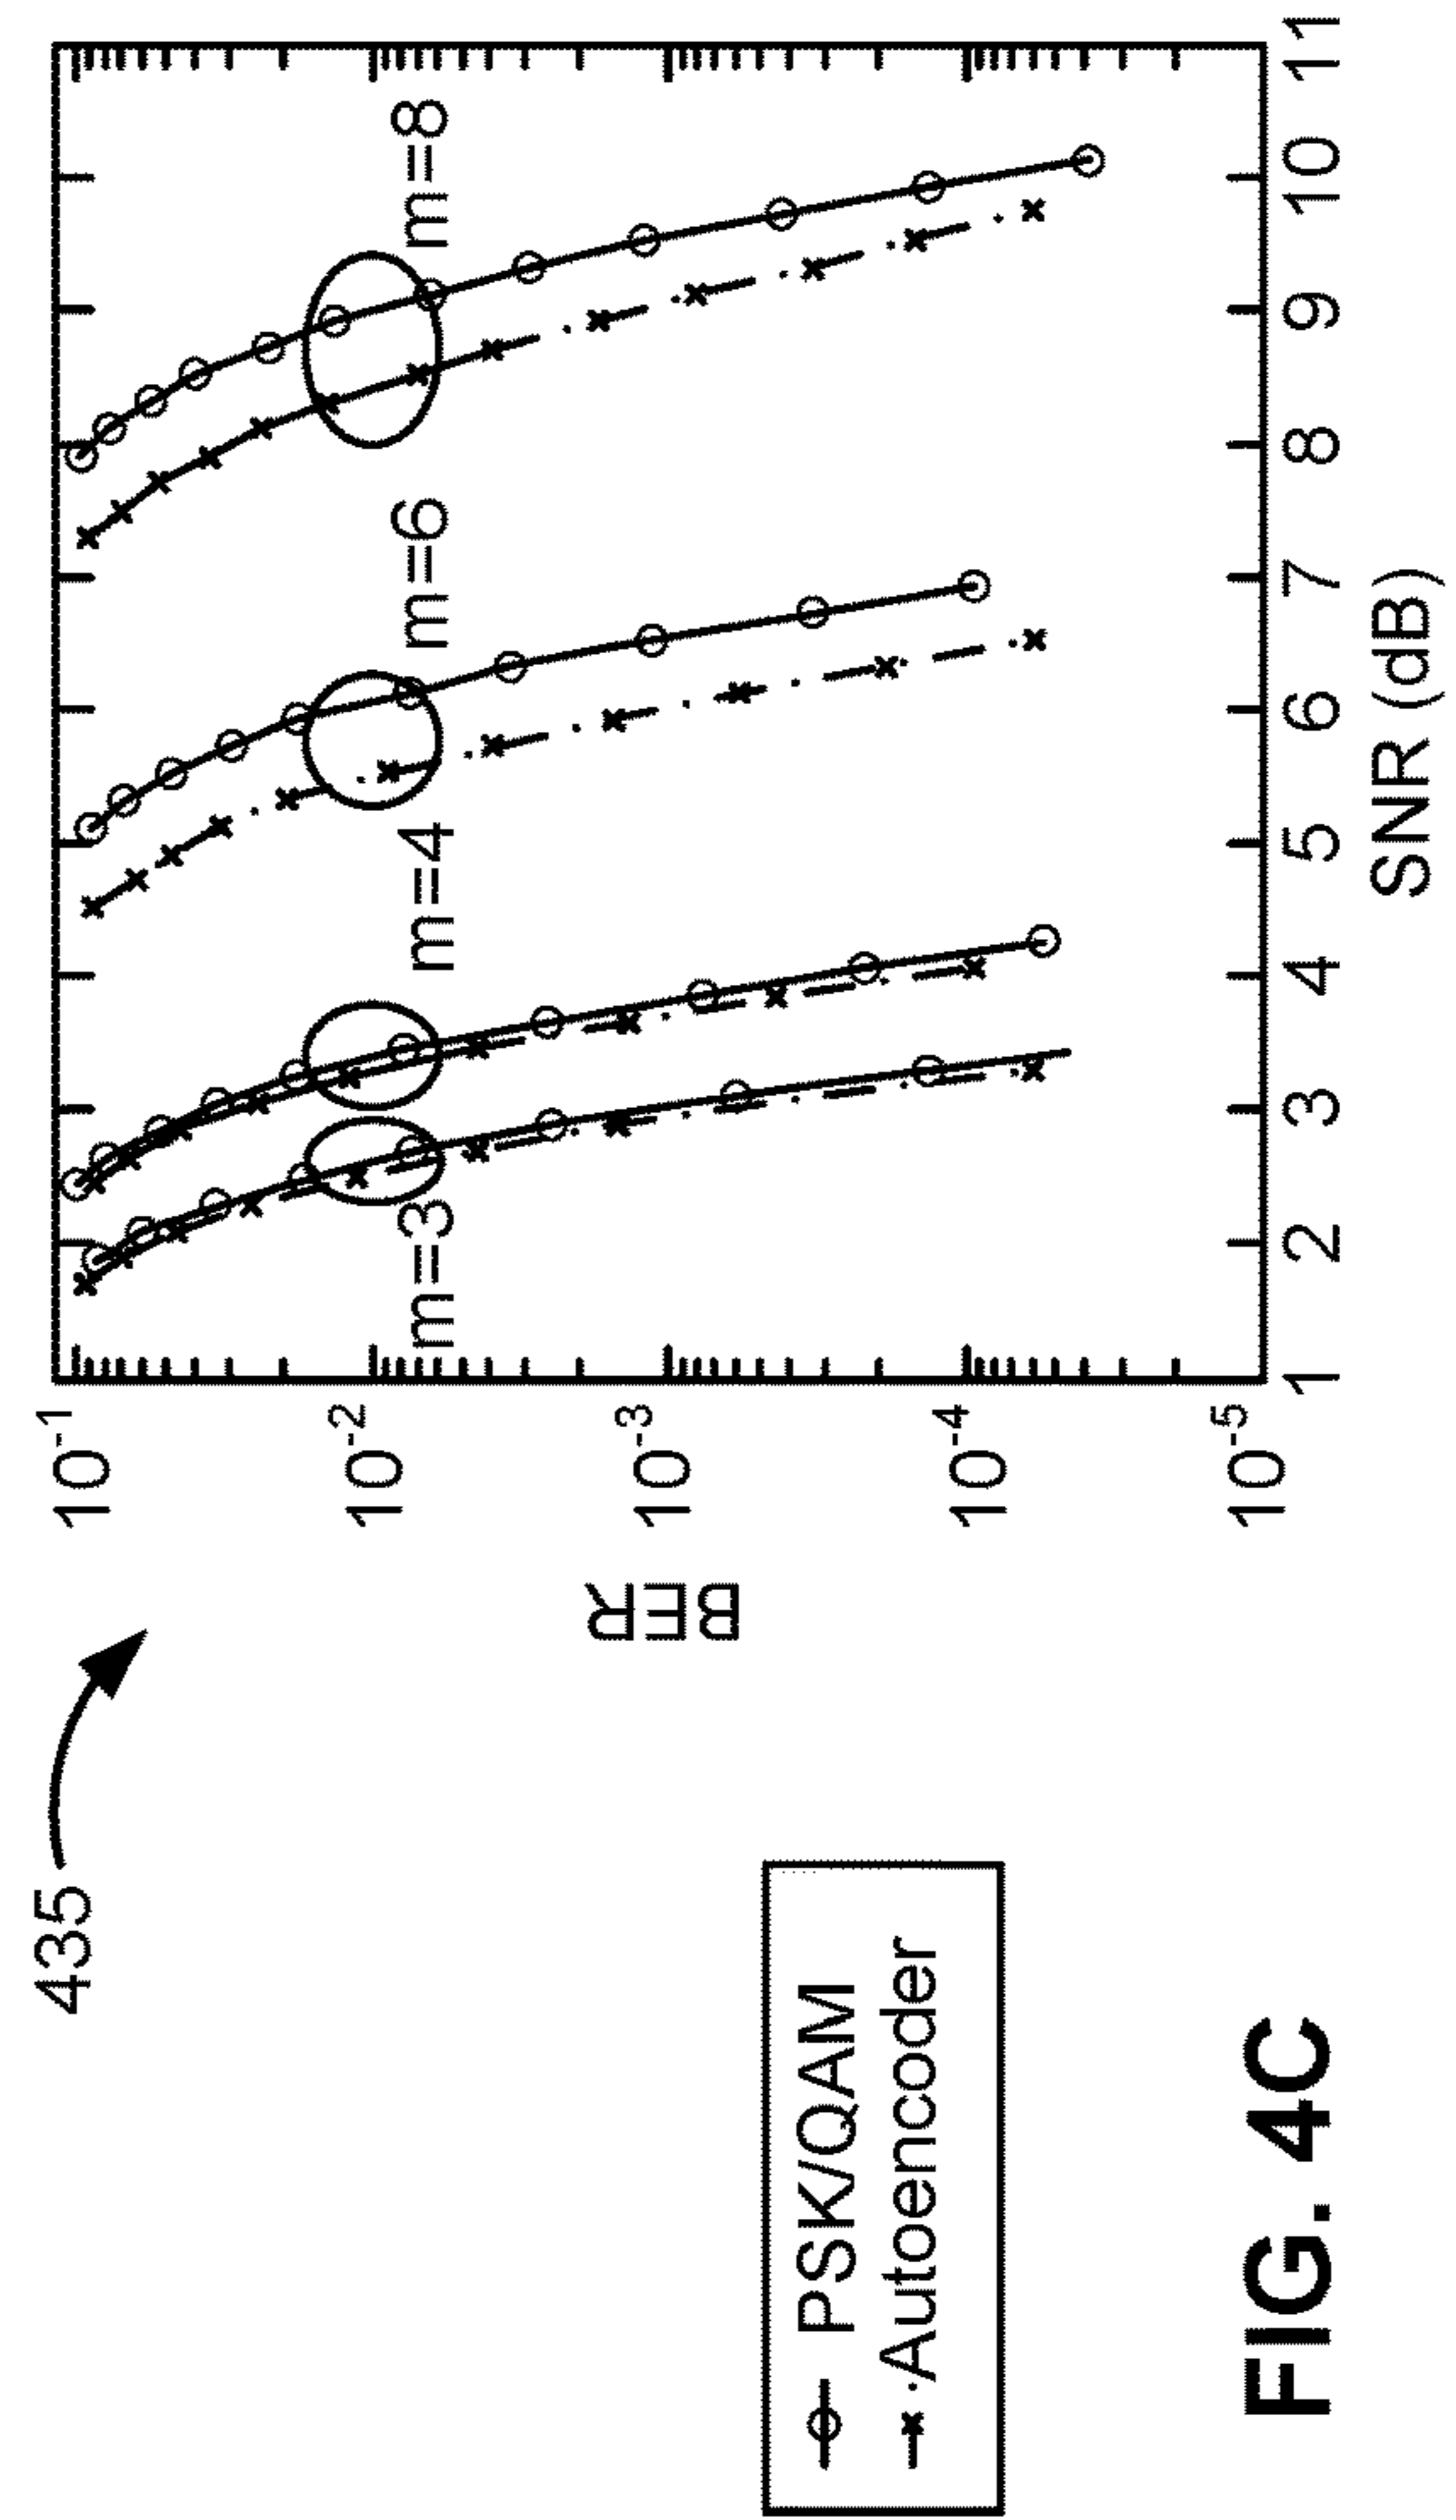 435
BER
10-1
10-2
10-3
10-4
10-5
1 2 3 4 5 6 7 8 9 10 11
SNR (dB)
m=3
m=4
m=6
m=8
PSK/QAM
Autoencoder
FIG. 4C